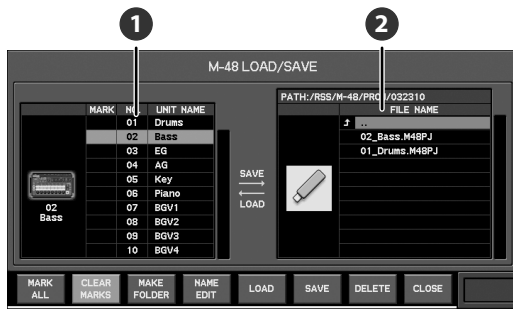 1
2
M-48 LOAD/SAVE
PATH:/RSS/M-48/PROJ/032310
MARK NO. UNIT NAME
FILE NAME
01 Drums
..
02 Bass
02_Bass.M48PJ
03 EG
01_Drums.M48PJ
04 AG
05 Key
06 Piano
07 BGV1
08 BGV2
09 BGV3
10 BGV4
02
Bass
SAVE
LOAD
MARK ALL
CLEAR MARKS
MAKE FOLDER
NAME EDIT
LOAD
SAVE
DELETE
CLOSE